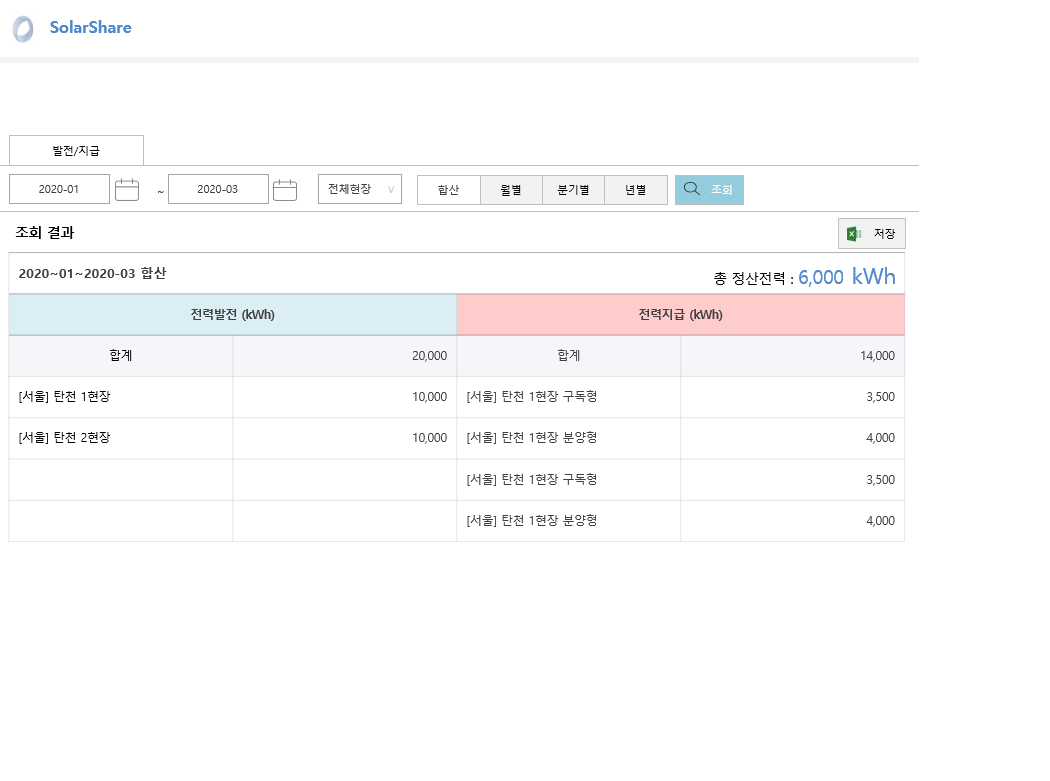 SolarShare
발전/지급
2020-01 ~ 2020-03 전체현장 V 합산 월별 분기별 년별 조회
조회 결과 저장
2020~01~2020-03 합산 총 정산전력 : 6,000 kWh
전력발전 (kWh) 전력지급 (kWh)
합계 20,000 합계 14,000
[서울] 탄천 1현장 10,000 [서울] 탄천 1현장 구독형 3,500
[서울] 탄천 2현장 10,000 [서울] 탄천 1현장 분양형 4,000
[서울] 탄천 1현장 구독형 3,500
[서울] 탄천 1현장 분양형 4,000